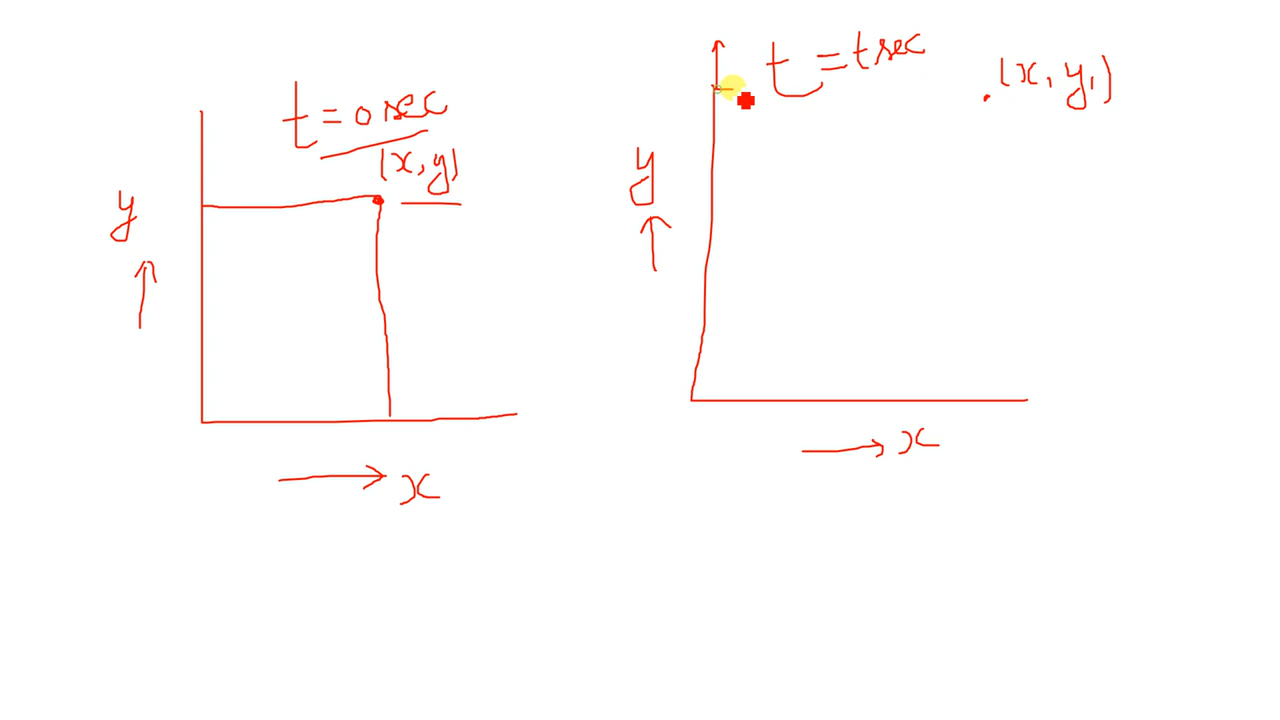 t = 0 sec
(x, y)
y
x
t = t sec
(x, y₁)
y
x